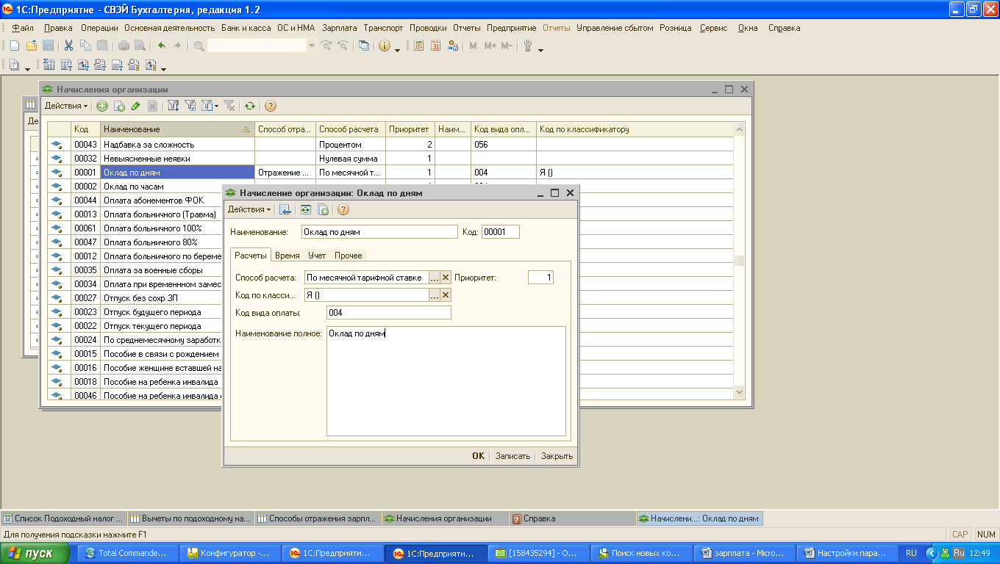 1С:Предприятие - СВЭЙ Бухгалтерия, редакция 1.2
Файл Правка Операции Основная деятельность Банк и касса ОС и НМА Зарплата Транспорт Проводки Отчеты Предприятие Отчеты Управление сбытом Розница Сервис Окна Справка
M M+ M-
Начисления организации
Де
Действия
Код Наименование Способ отра... Способ расчета Приоритет Наим... Код вида опл... Код по классификатору
00043 Надбавка за сложность Процентом 2 056
00032 Невыясненные неявки Нулевая сумма 1
00001 Оклад по дням Отражение ... По месячной т... 1 004 Я ()
00002 Оклад по часам
00044 Оплата абонементов ФОК
00013 Оплата больничного (Травма)
00061 Оплата больничного 100%
00047 Оплата больничного 80%
00012 Оплата больничного по береме
00035 Оплата за военные сборы
00034 Оплата при временнном замес
00027 Отпуск без сохр ЗП
00023 Отпуск будущего периода
00022 Отпуск текущего периода
00024 По среднемесячному заработк
00015 Пособие в связи с рождением
00016 Пособие женщине вставшей на
00018 Пособие на ребенка инвалида
00046 Пособие на ребенка инвалида
Начисление организации: Оклад по дням
Действия
Наименование: Оклад по дням Код: 00001
Расчеты Время Учет Прочее
Способ расчета: По месячной тарифной ставке ... Приоритет: 1
Код по класси... Я () ...
Код вида оплаты: 004
Наименование полное: Оклад по дням
OK Записать Закрыть
Список Подоходный налог ... Вычеты по подоходному на... Способы отражения зарпл... Начисления организации Справка Начислени...: Оклад по дням
Для получения подсказки нажмите F1 CAP NUM
пуск Total Commande... Конфигуратор -... 1С:Предприяти... 1С:Предприяти... [158435294] - O... Поиск новых ко... зарплата - Micro... Настройки пара... RU Ru 12:49